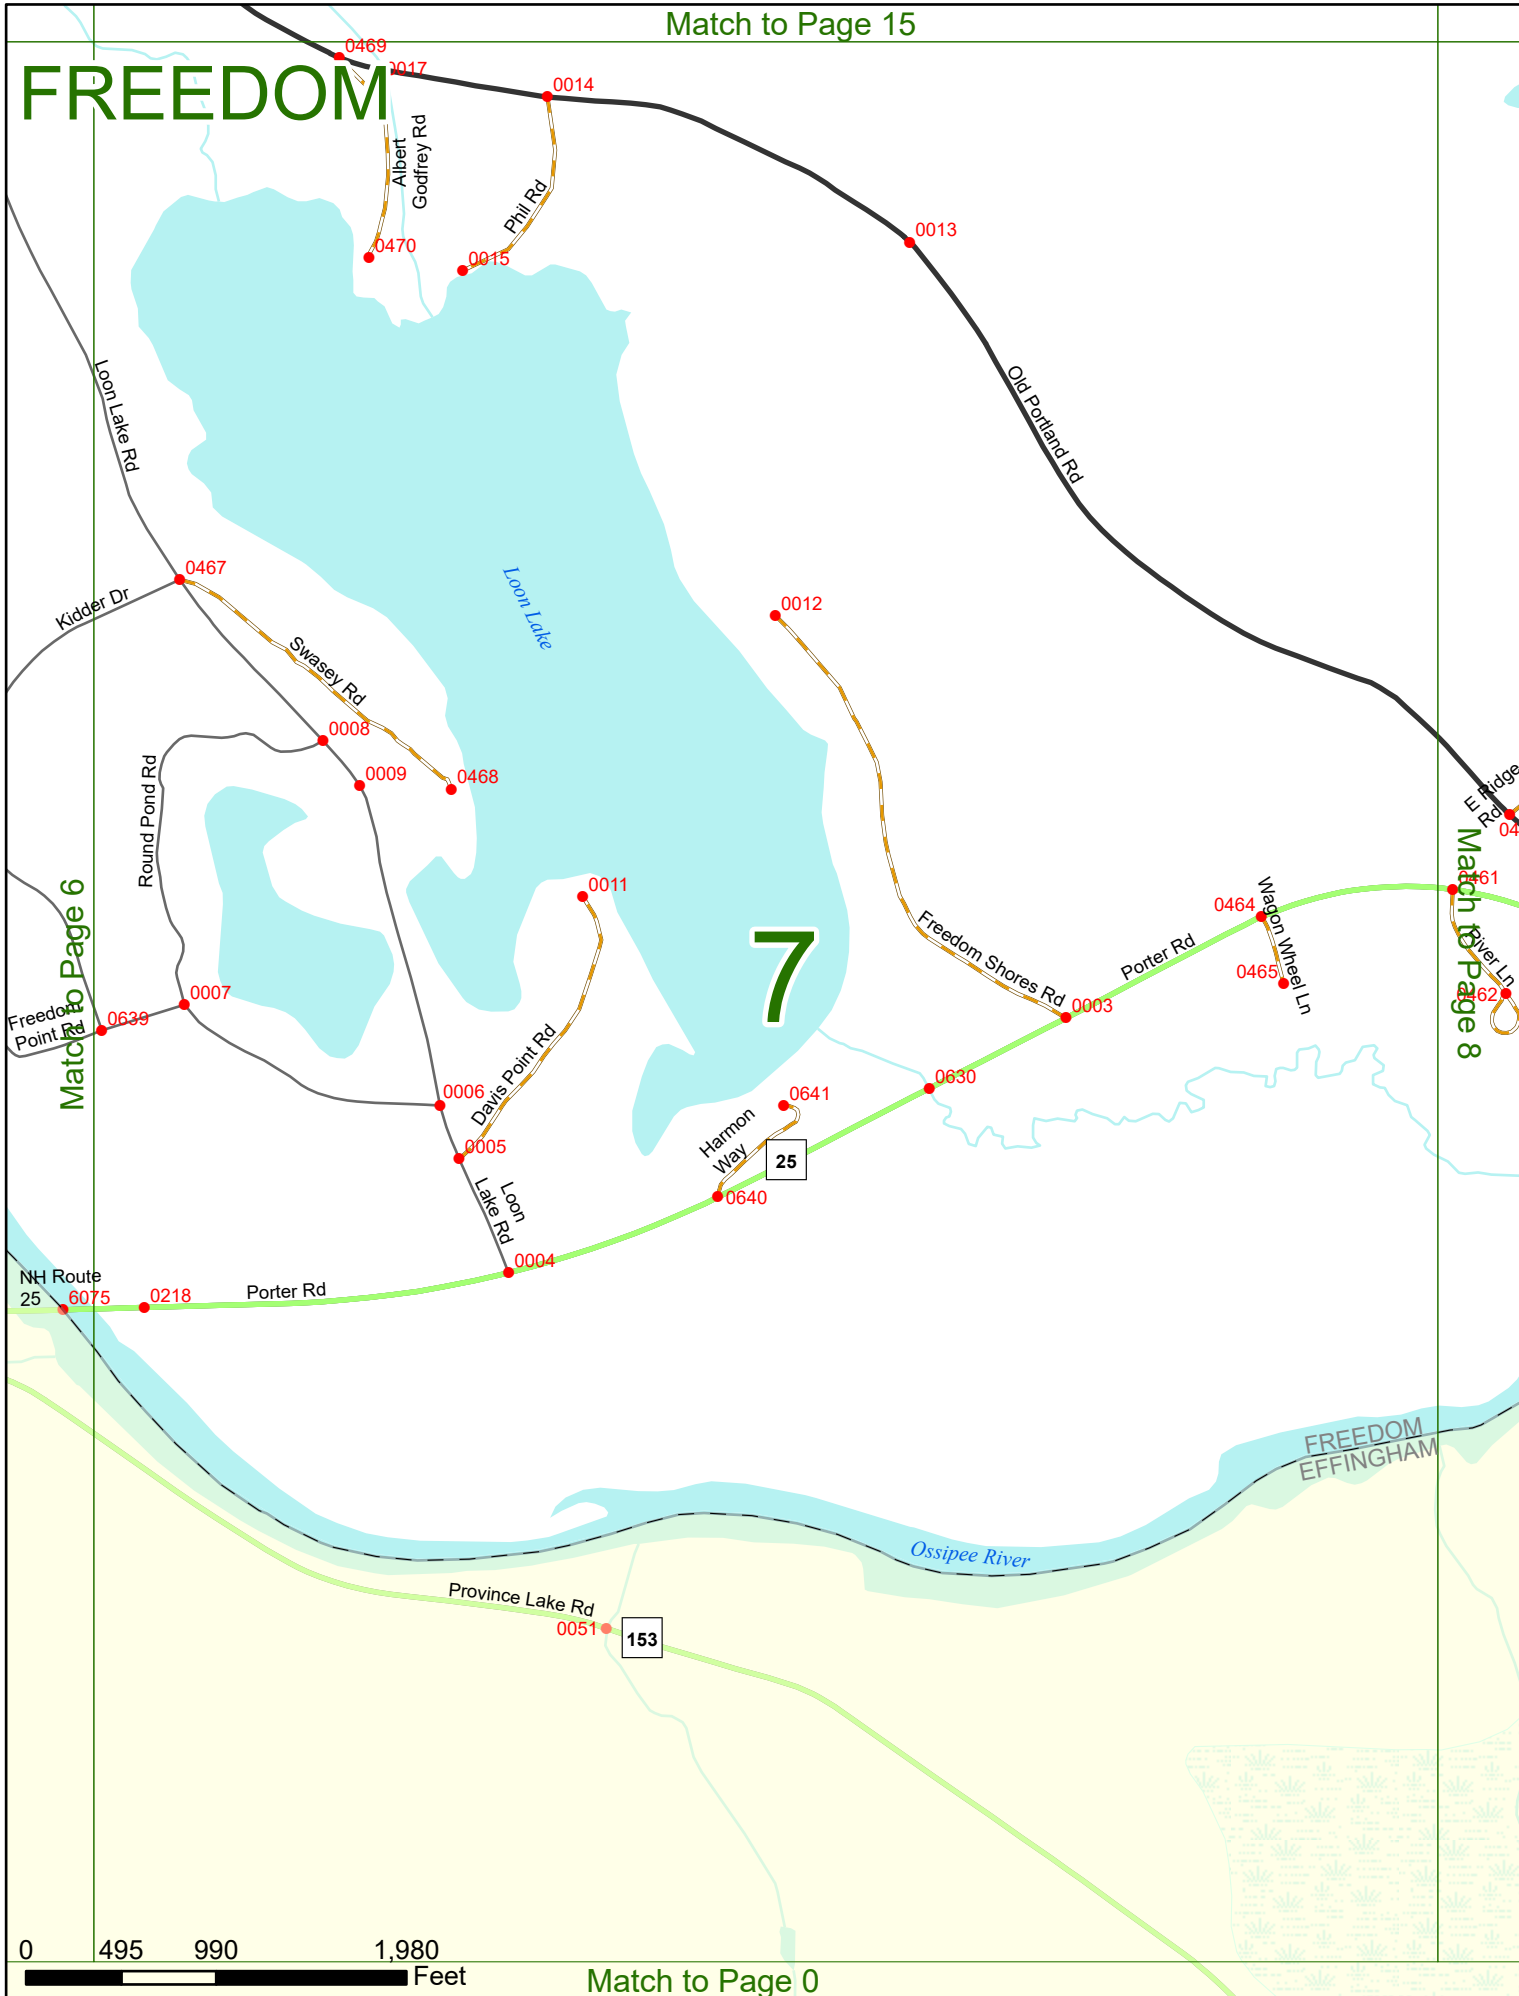 Match to Page 15
FREEDOM
0469
0017
0014
Albert
Godfrey Rd
Phil Rd
0470
0015
0013
Loon Lake Rd
Old Portland Rd
0467
Kidder Dr
Loon Lake
0012
Swasey Rd
0008
0009
0468
Round Pond Rd
E Ridge
Rd
04
Match to Page 6
Match to Page 8
0011
0461
0464
Wagon Wheel Ln
7
Freedom Shores Rd
Porter Rd
River Ln
0465
0462
0007
Freedom
Point Rd
0639
0003
Davis Point Rd
0630
0006
0641
Harmon
Way
0005
25
Loon
Lake Rd
0640
0004
NH Route
25
6075
0218
Porter Rd
FREEDOM
EFFINGHAM
Ossipee River
Province Lake Rd
0051
153
0 495 990 1,980
Feet
Match to Page 0